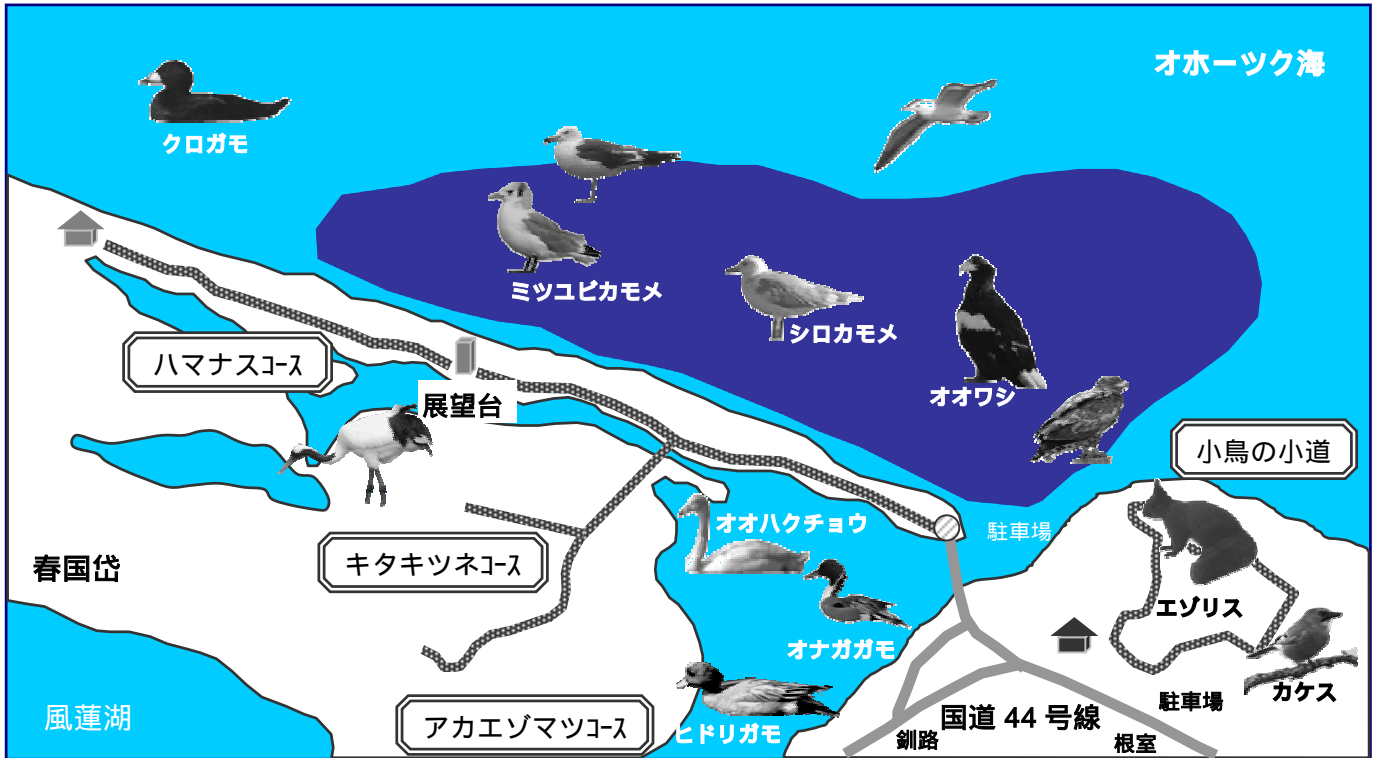 オホーツク海
クロガモ
ミツユビカモメ
シロカモメ
オオワシ
ハマナスコース
展望台
小鳥の小道
オオハクチョウ
駐車場
キタキツネコース
春国岱
エゾリス
オナガガモ
カケス
駐車場
風蓮湖
アカエゾマツコース
ヒドリガモ
国道 44 号線
釧路
根室